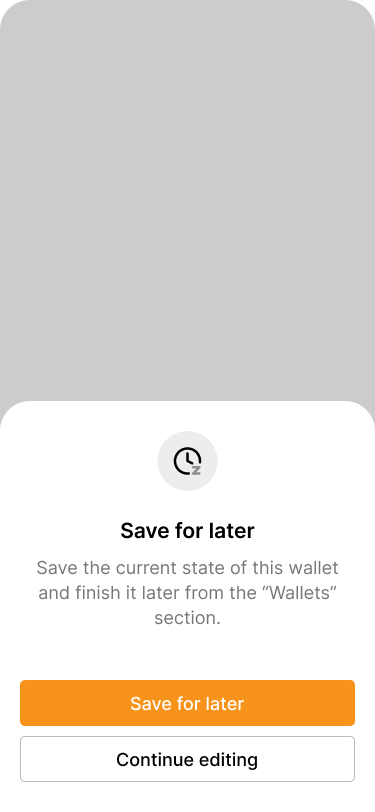 z
Save for later
Save the current state of this wallet
and finish it later from the “Wallets”
section.
Save for later
Continue editing